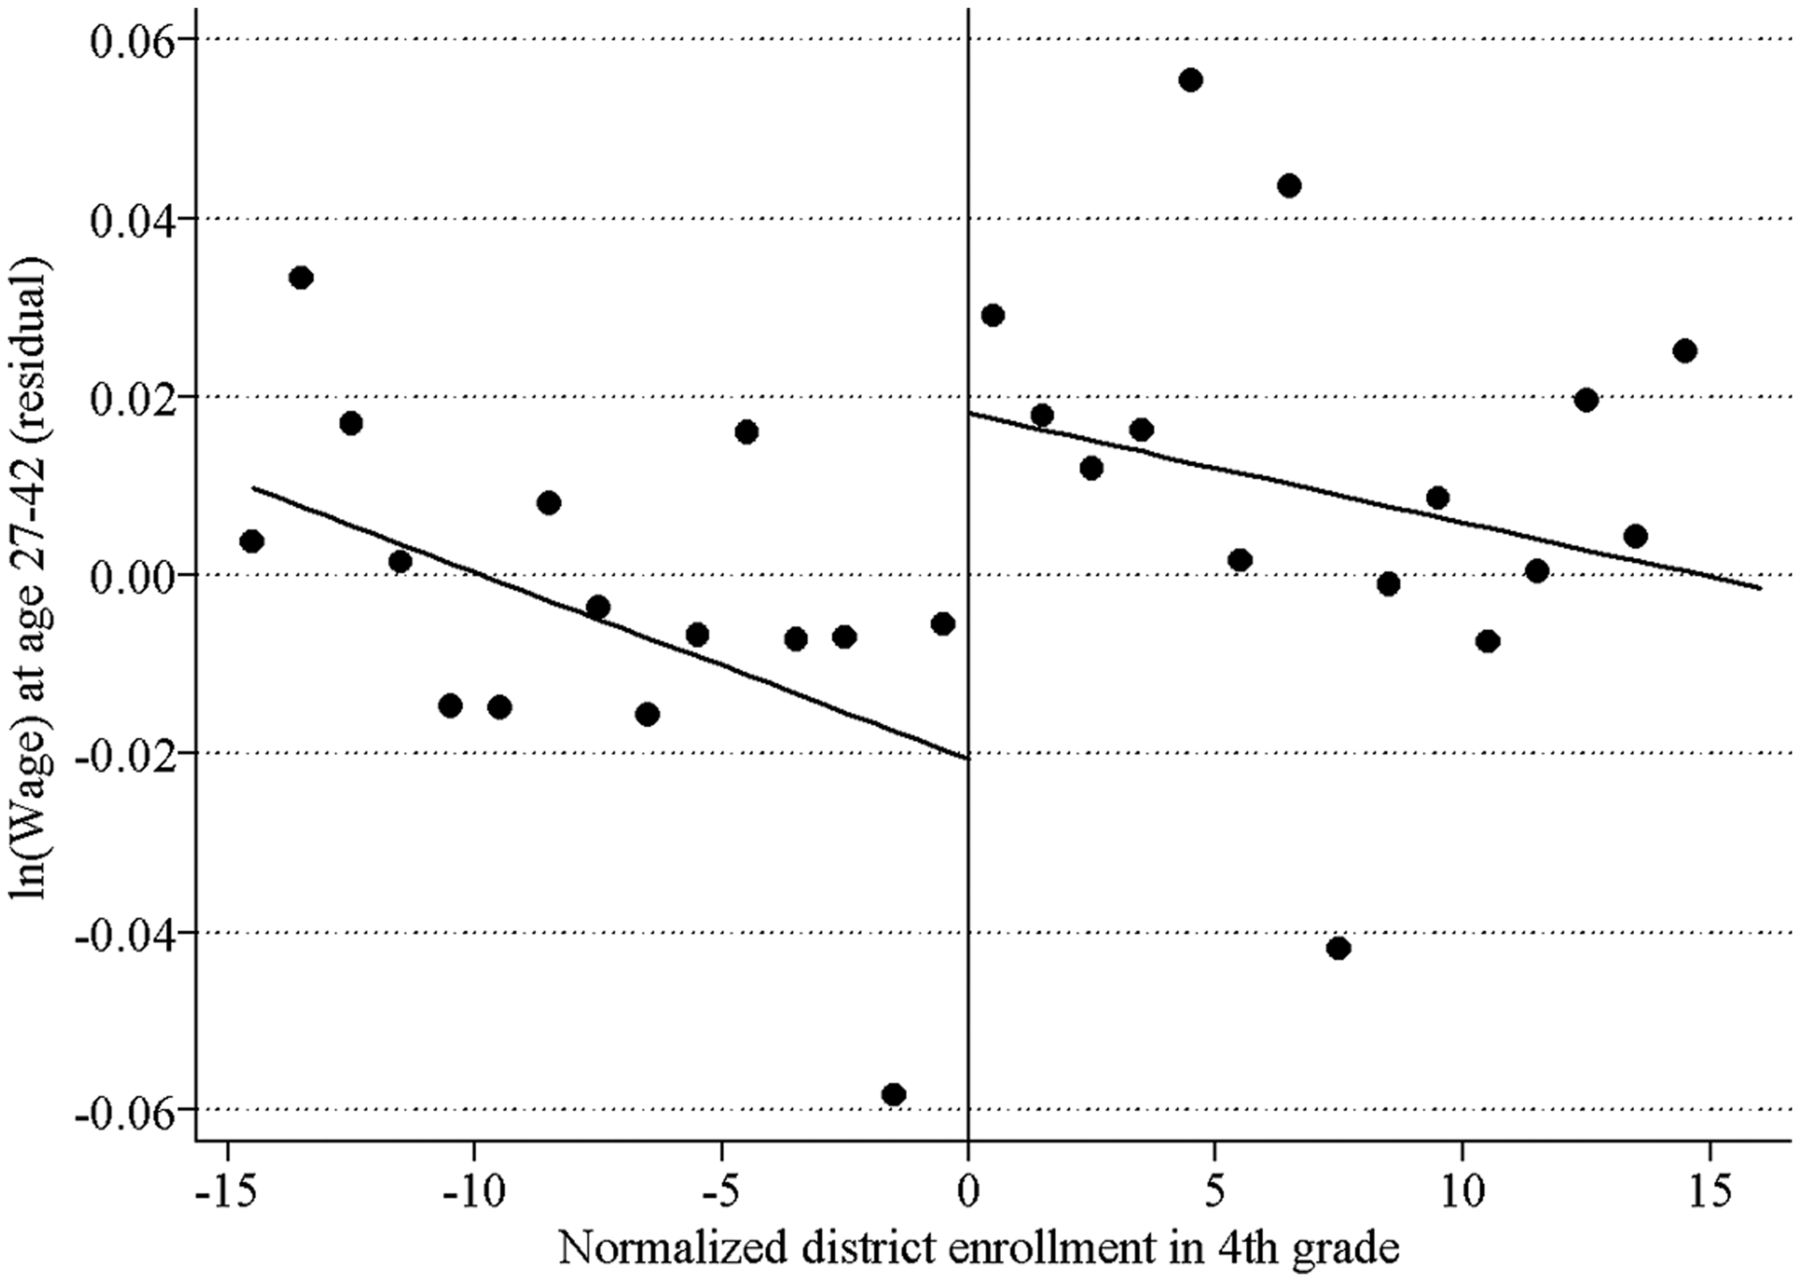 0.06
0.04
0.02
0.00
-0.02
-0.04
-0.06
ln(Wage) at age 27-42 (residual)
-15 -10 -5 0 5 10 15
Normalized district enrollment in 4th grade